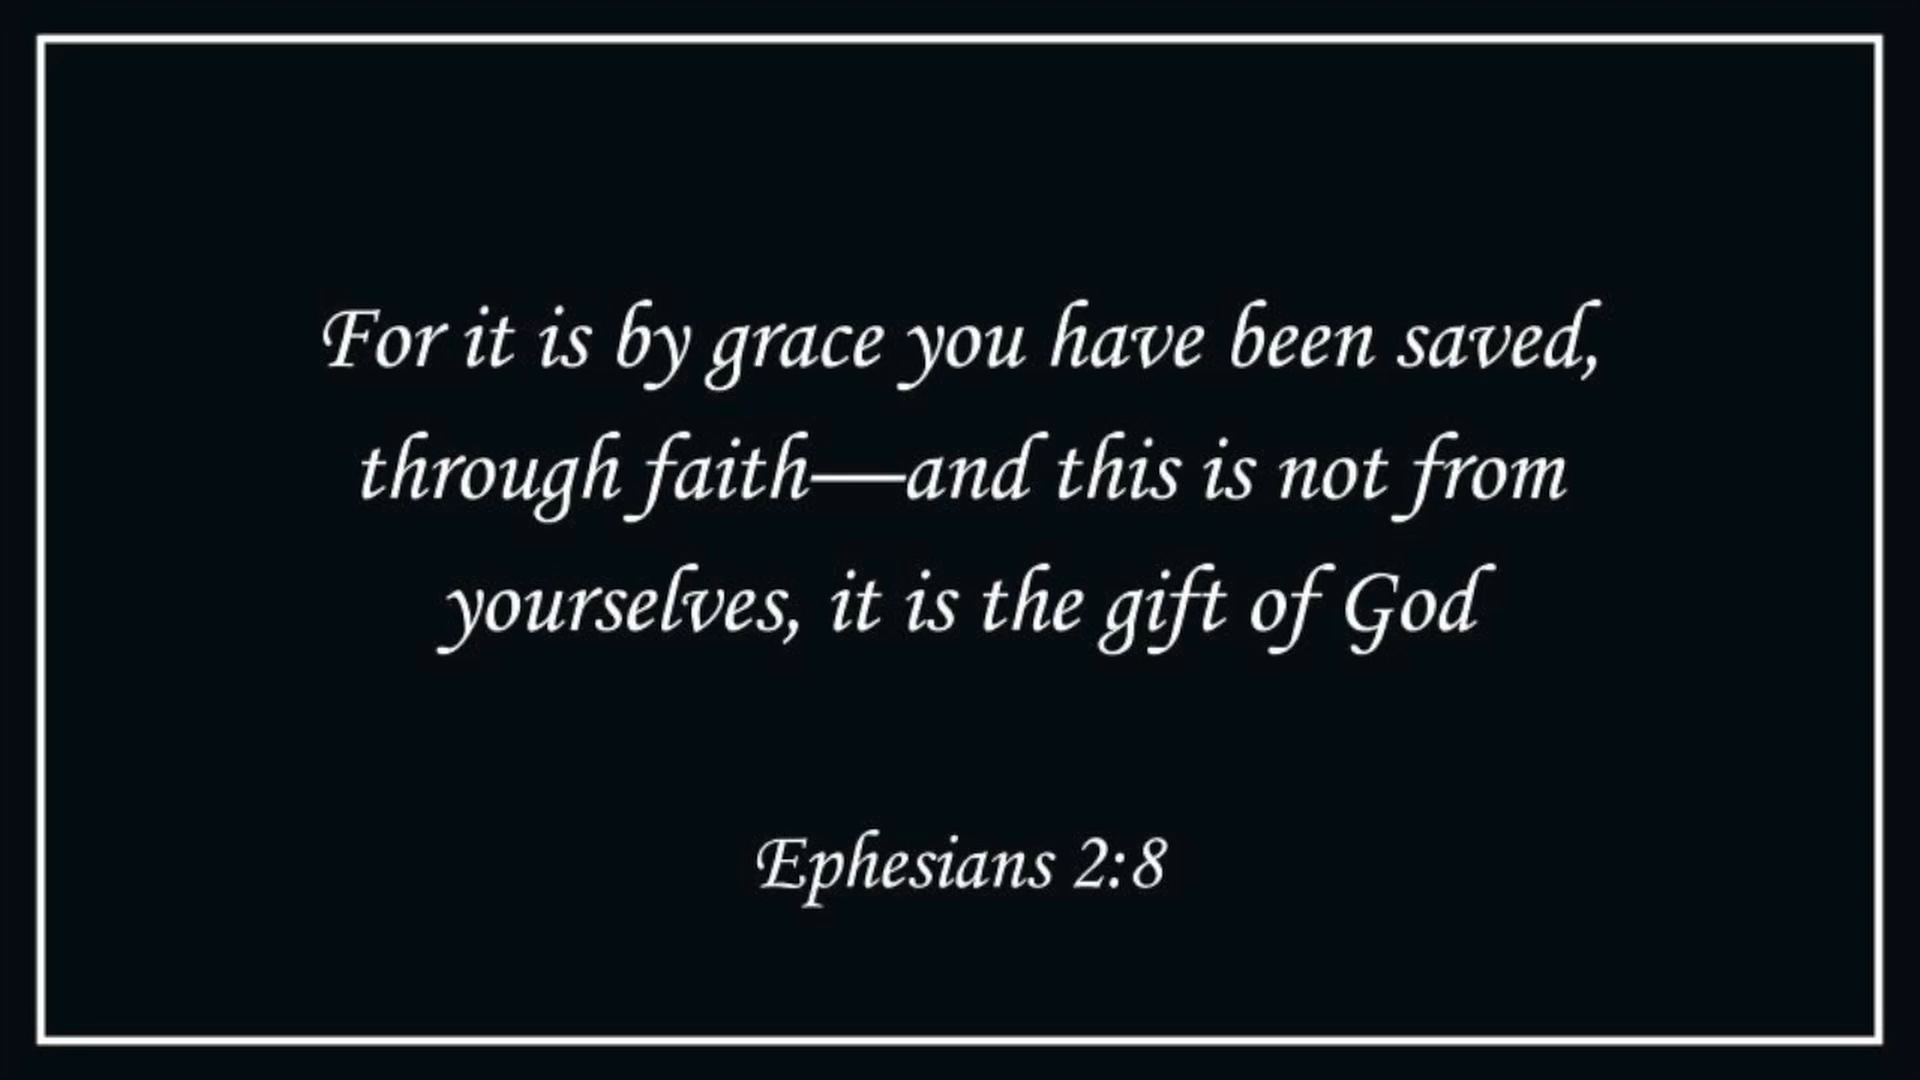 For it is by grace you have been saved,
through faith—and this is not from
yourselves, it is the gift of God
Ephesians 2:8